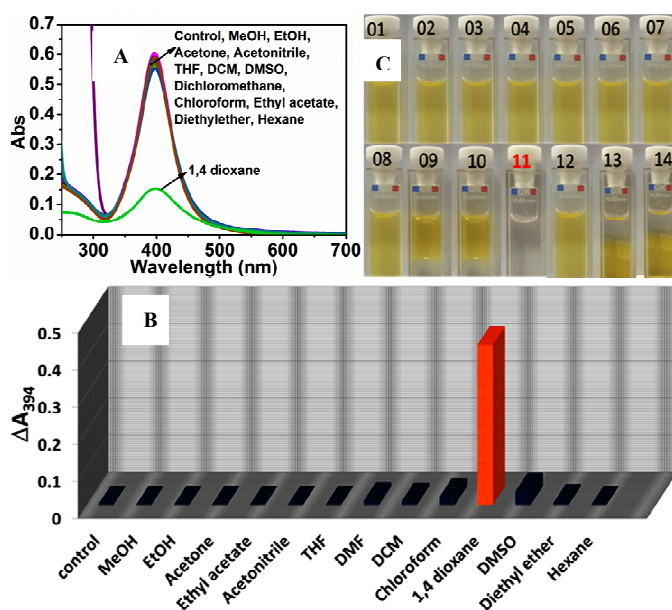 A
Control, MeOH, EtOH,
Acetone, Acetonitrile,
THF, DCM, DMSO,
Dichloromethane,
Chloroform, Ethyl acetate,
Diethylether, Hexane
1,4 dioxane
Abs
0.7
0.6
0.5
0.4
0.3
0.2
0.1
0.0
300 400 500 600 700
Wavelength (nm)
C
01 02 03 04 05 06 07
08 09 10 11 12 13 14
B
ΔA394
0.5
0.4
0.3
0.2
0.1
0
control
MeOH
EtOH
Acetone
Ethyl acetate
Acetonitrile
THF
DMF
DCM
Chloroform
1,4 dioxane
DMSO
Diethyl ether
Hexane